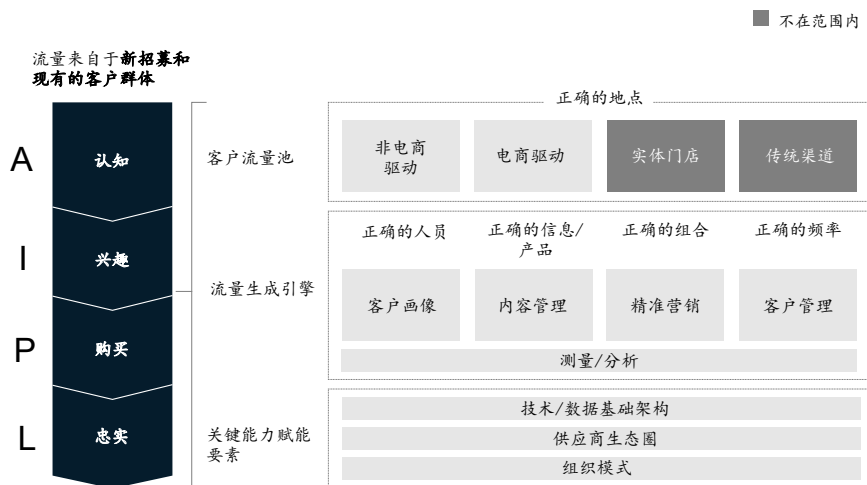 不在范围内
流量来自于新招募和
现有的客户群体
正确的地点
A
认知
客户流量池
非电商
驱动
电商驱动
实体门店
传统渠道
I
兴趣
流量生成引擎
正确的人员
正确的信息/
产品
正确的组合
正确的频率
客户画像
内容管理
精准营销
客户管理
P
购买
测量/分析
L
忠实
关键能力赋能
要素
技术/数据基础架构
供应商生态圈
组织模式